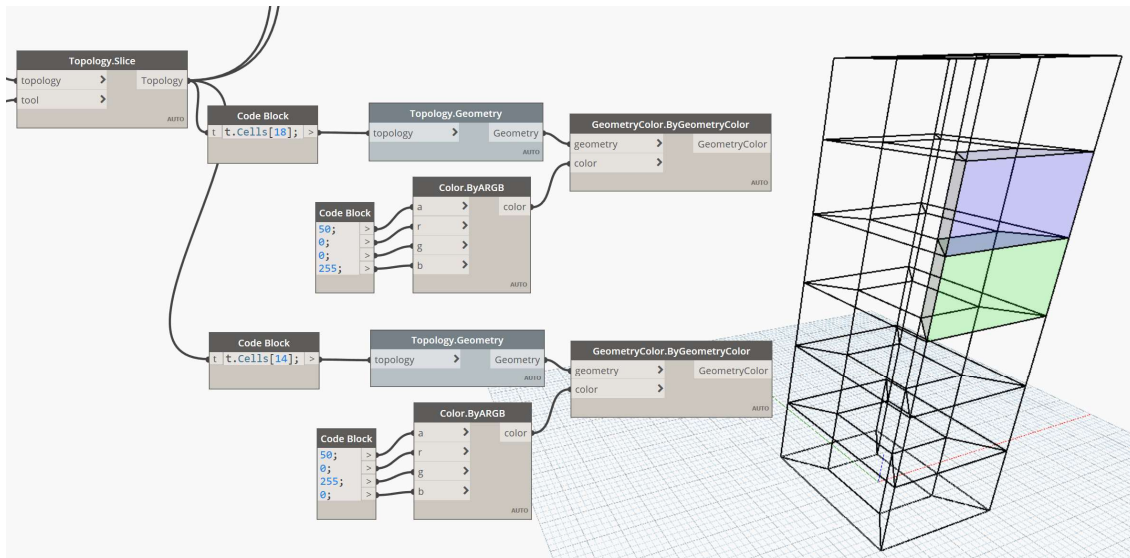 Topology.Slice
topology > Topology
tool >
AUTO
Code Block
t t.Cells[18]; >
Topology.Geometry
topology > Geometry
AUTO
GeometryColor.ByGeometryColor
geometry > GeometryColor
color >
AUTO
Color.ByARGB
a > color
r >
g >
b >
AUTO
Code Block
50; >
0; >
0; >
255; >
Code Block
t t.Cells[14]; >
Topology.Geometry
topology > Geometry
AUTO
GeometryColor.ByGeometryColor
geometry > GeometryColor
color >
AUTO
Color.ByARGB
a > color
r >
g >
b >
AUTO
Code Block
50; >
0; >
255; >
0; >